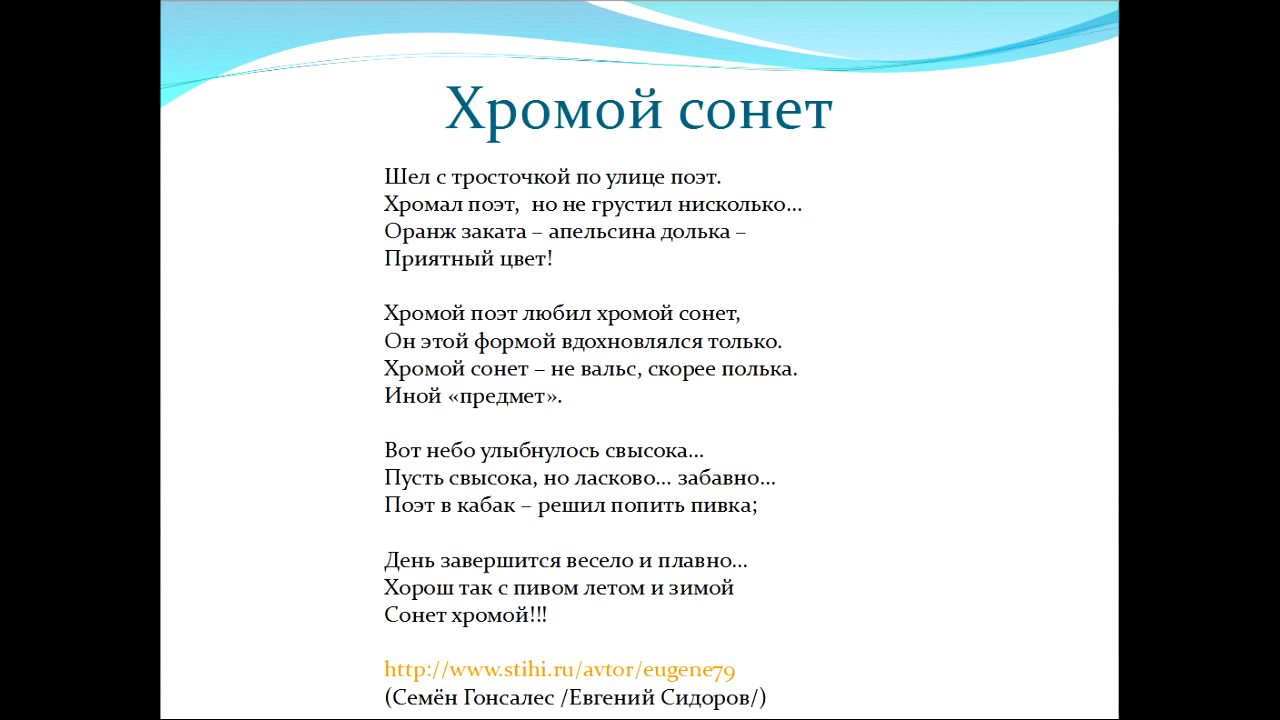 Хромой сонет
Шел с тросточкой по улице поэт.
Хромал поэт,  но не грустил нисколько…
Оранж заката – апельсина долька –
Приятный цвет!
Хромой поэт любил хромой сонет,
Он этой формой вдохновлялся только.
Хромой сонет – не вальс, скорее полька.
Иной «предмет».
Вот небо улыбнулось свысока…
Пусть свысока, но ласково… забавно…
Поэт в кабак – решил попить пивка;
День завершится весело и плавно…
Хорош так с пивом летом и зимой
Сонет хромой!!!
http://www.stihi.ru/avtor/eugene79
(Семён Гонсалес /Евгений Сидоров/)